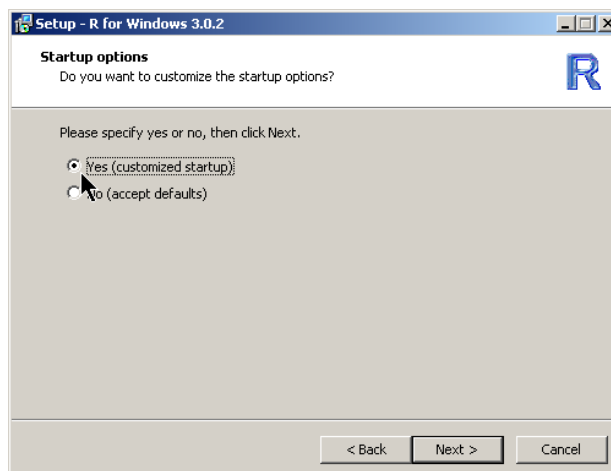 Setup - R for Windows 3.0.2
Startup options
Do you want to customize the startup options?
R
Please specify yes or no, then click Next.
Yes (customized startup)
No (accept defaults)
< Back Next > Cancel